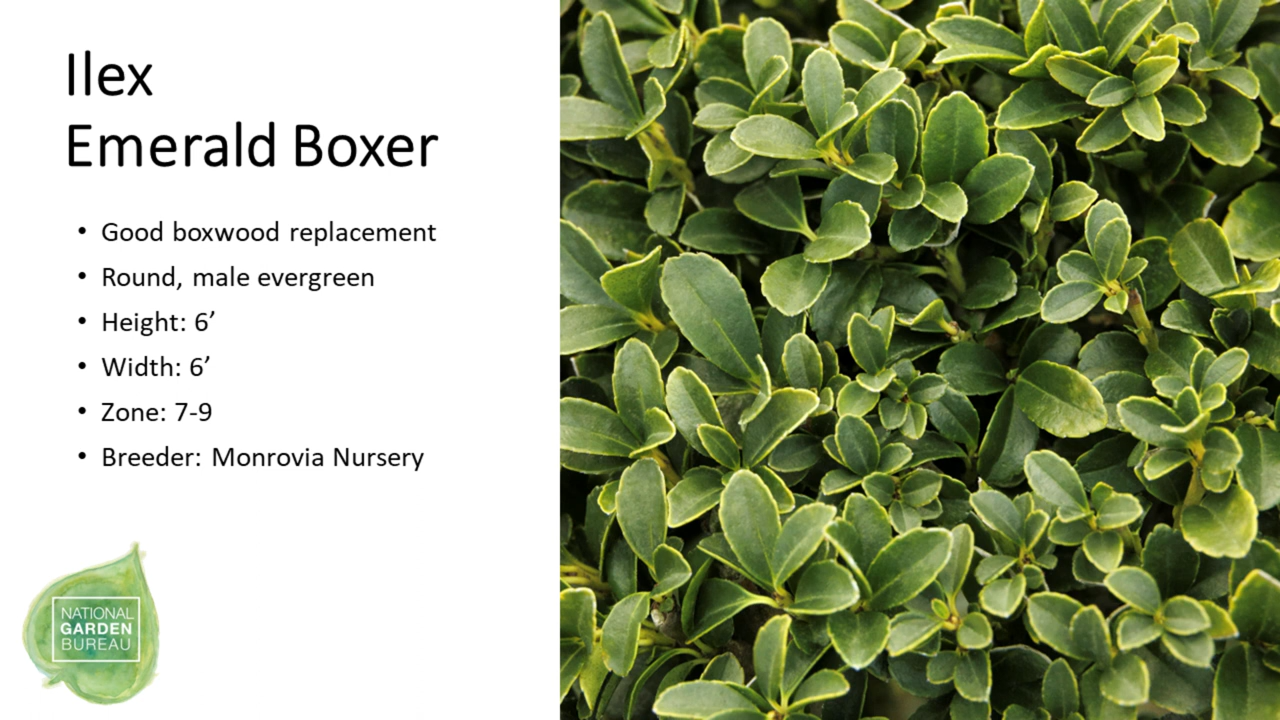 Ilex
Emerald Boxer
• Good boxwood replacement
• Round, male evergreen
• Height: 6’
• Width: 6’
• Zone: 7-9
• Breeder: Monrovia Nursery
NATIONAL
GARDEN
BUREAU